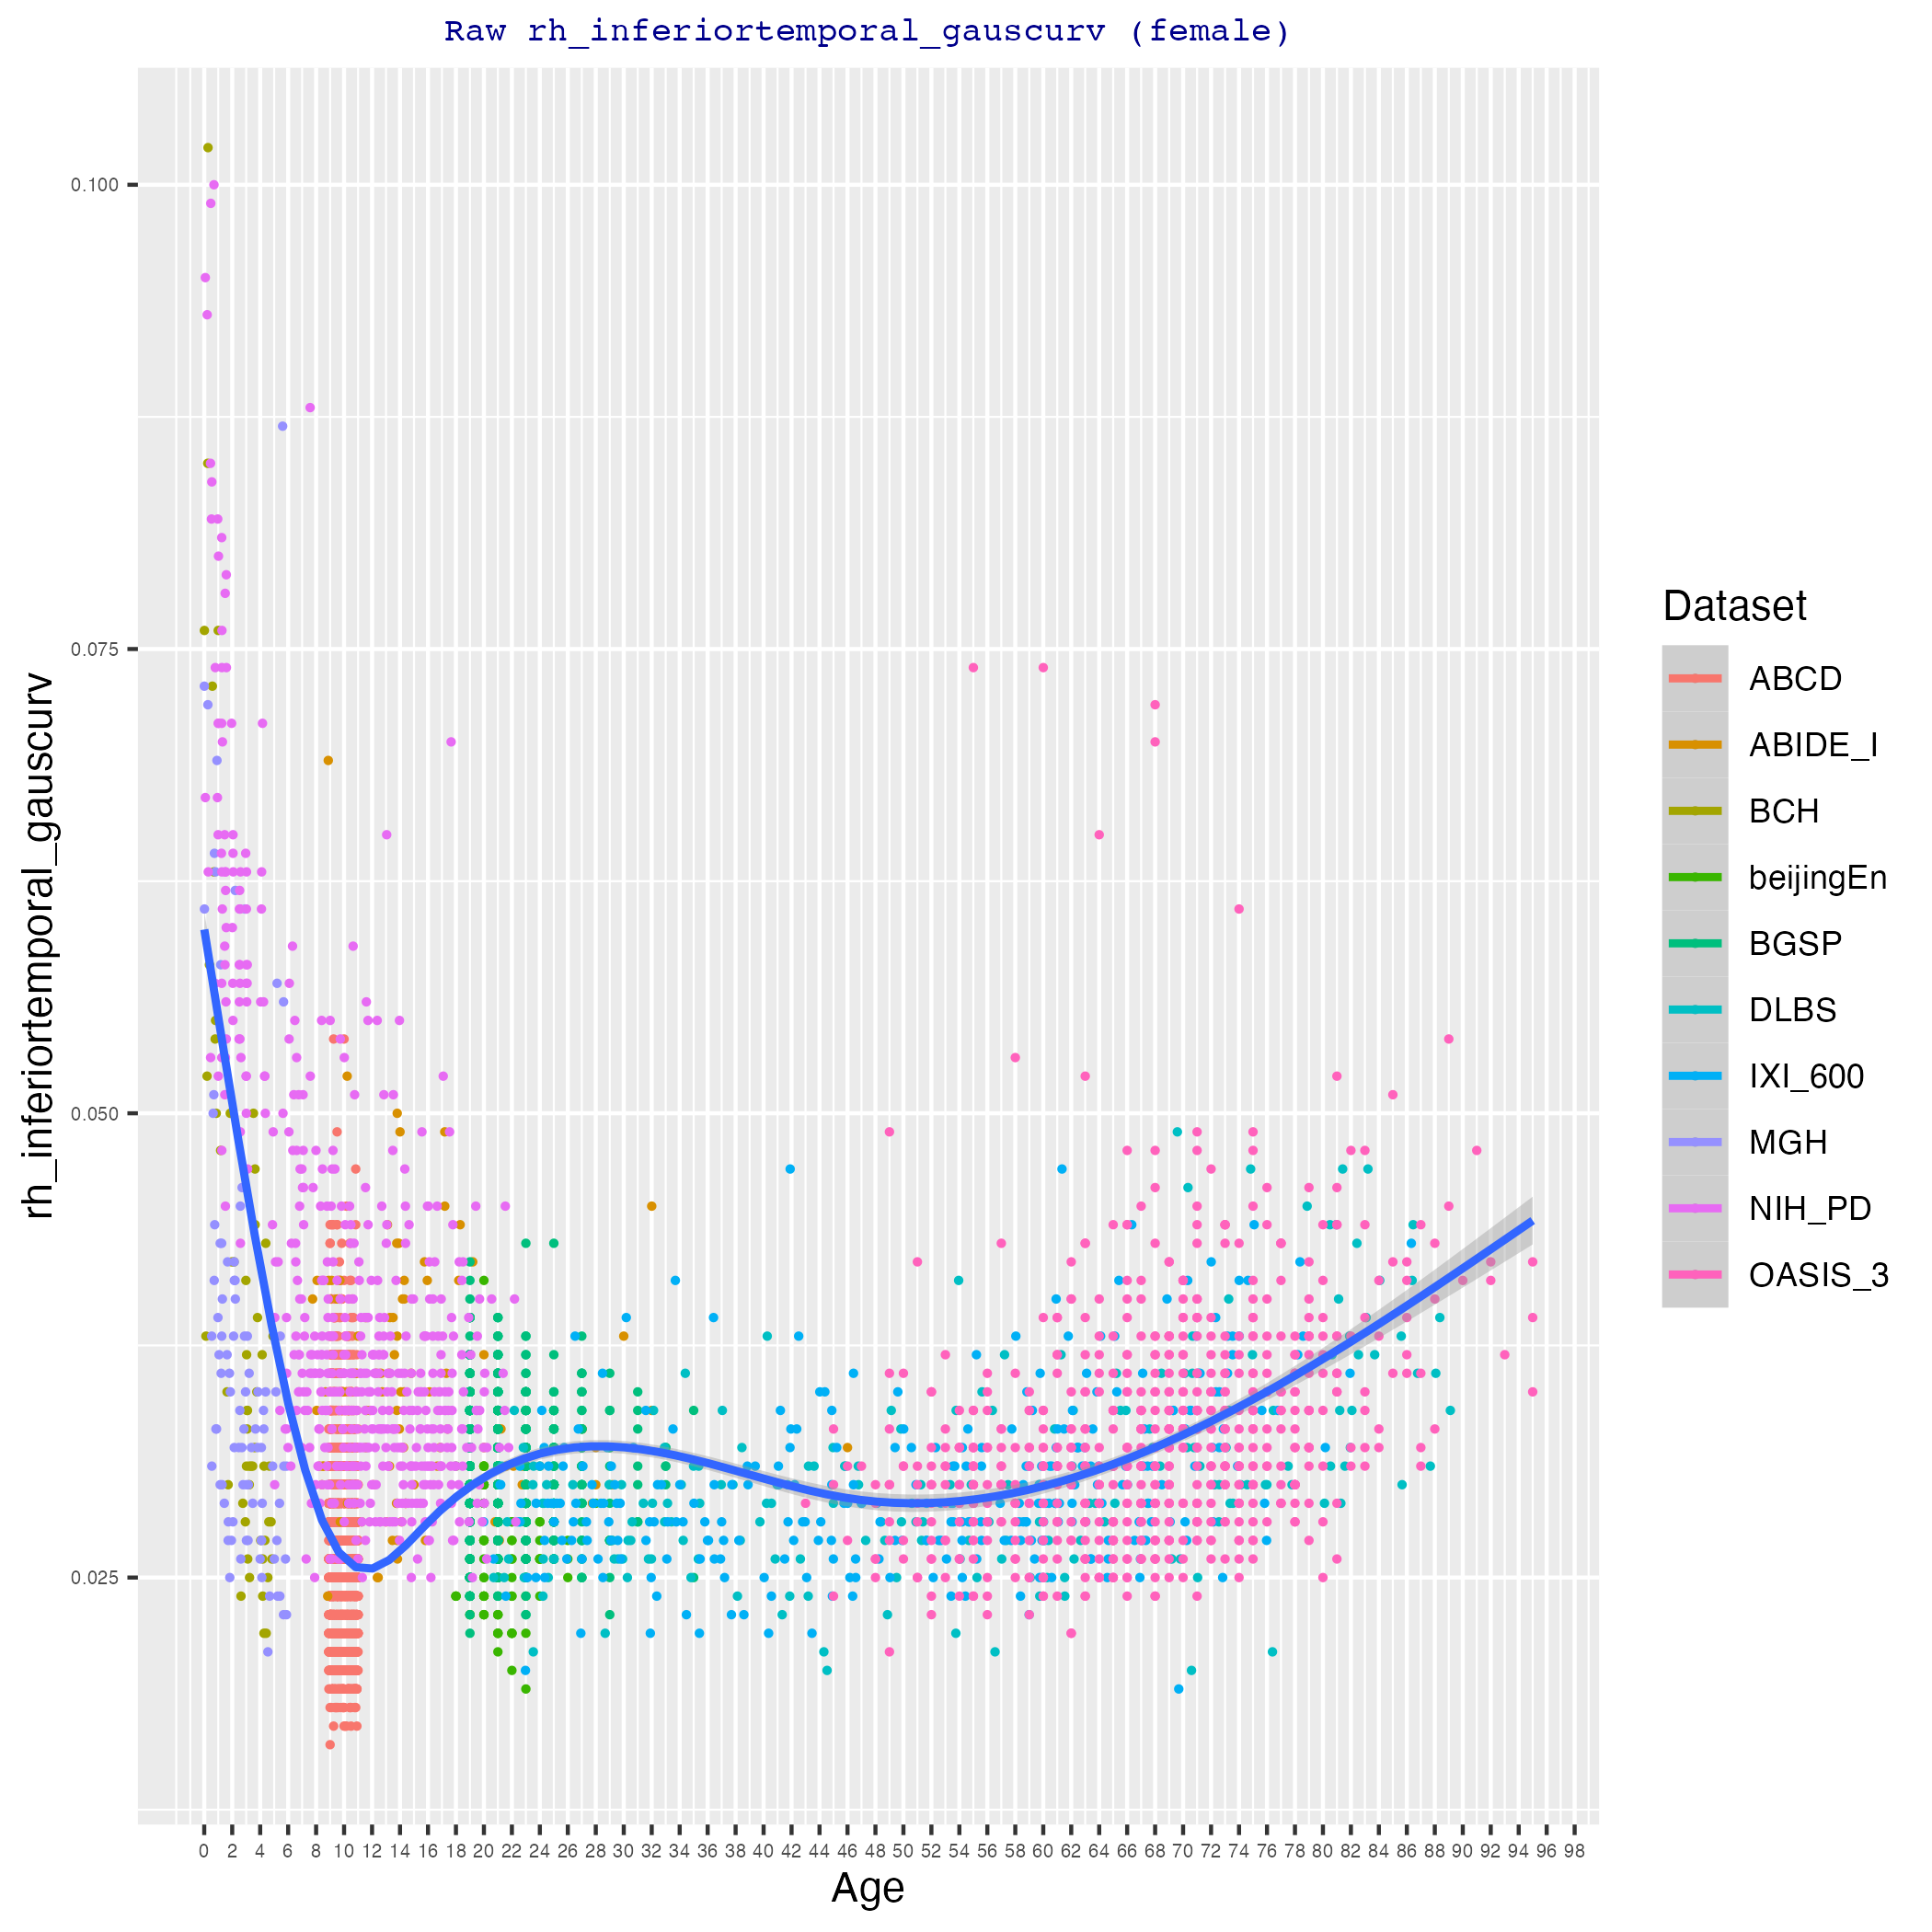 Raw rh_inferiortemporal_gauscurv (female)
rh_inferiortemporal_gauscurv
0.100
0.075
0.050
0.025
0 2 4 6 8 10 12 14 16 18 20 22 24 26 28 30 32 34 36 38 40 42 44 46 48 50 52 54 56 58 60 62 64 66 68 70 72 74 76 78 80 82 84 86 88 90 92 94 96 98
Age
Dataset
ABCD
ABIDE_I
BCH
beijingEn
BGSP
DLBS
IXI_600
MGH
NIH_PD
OASIS_3